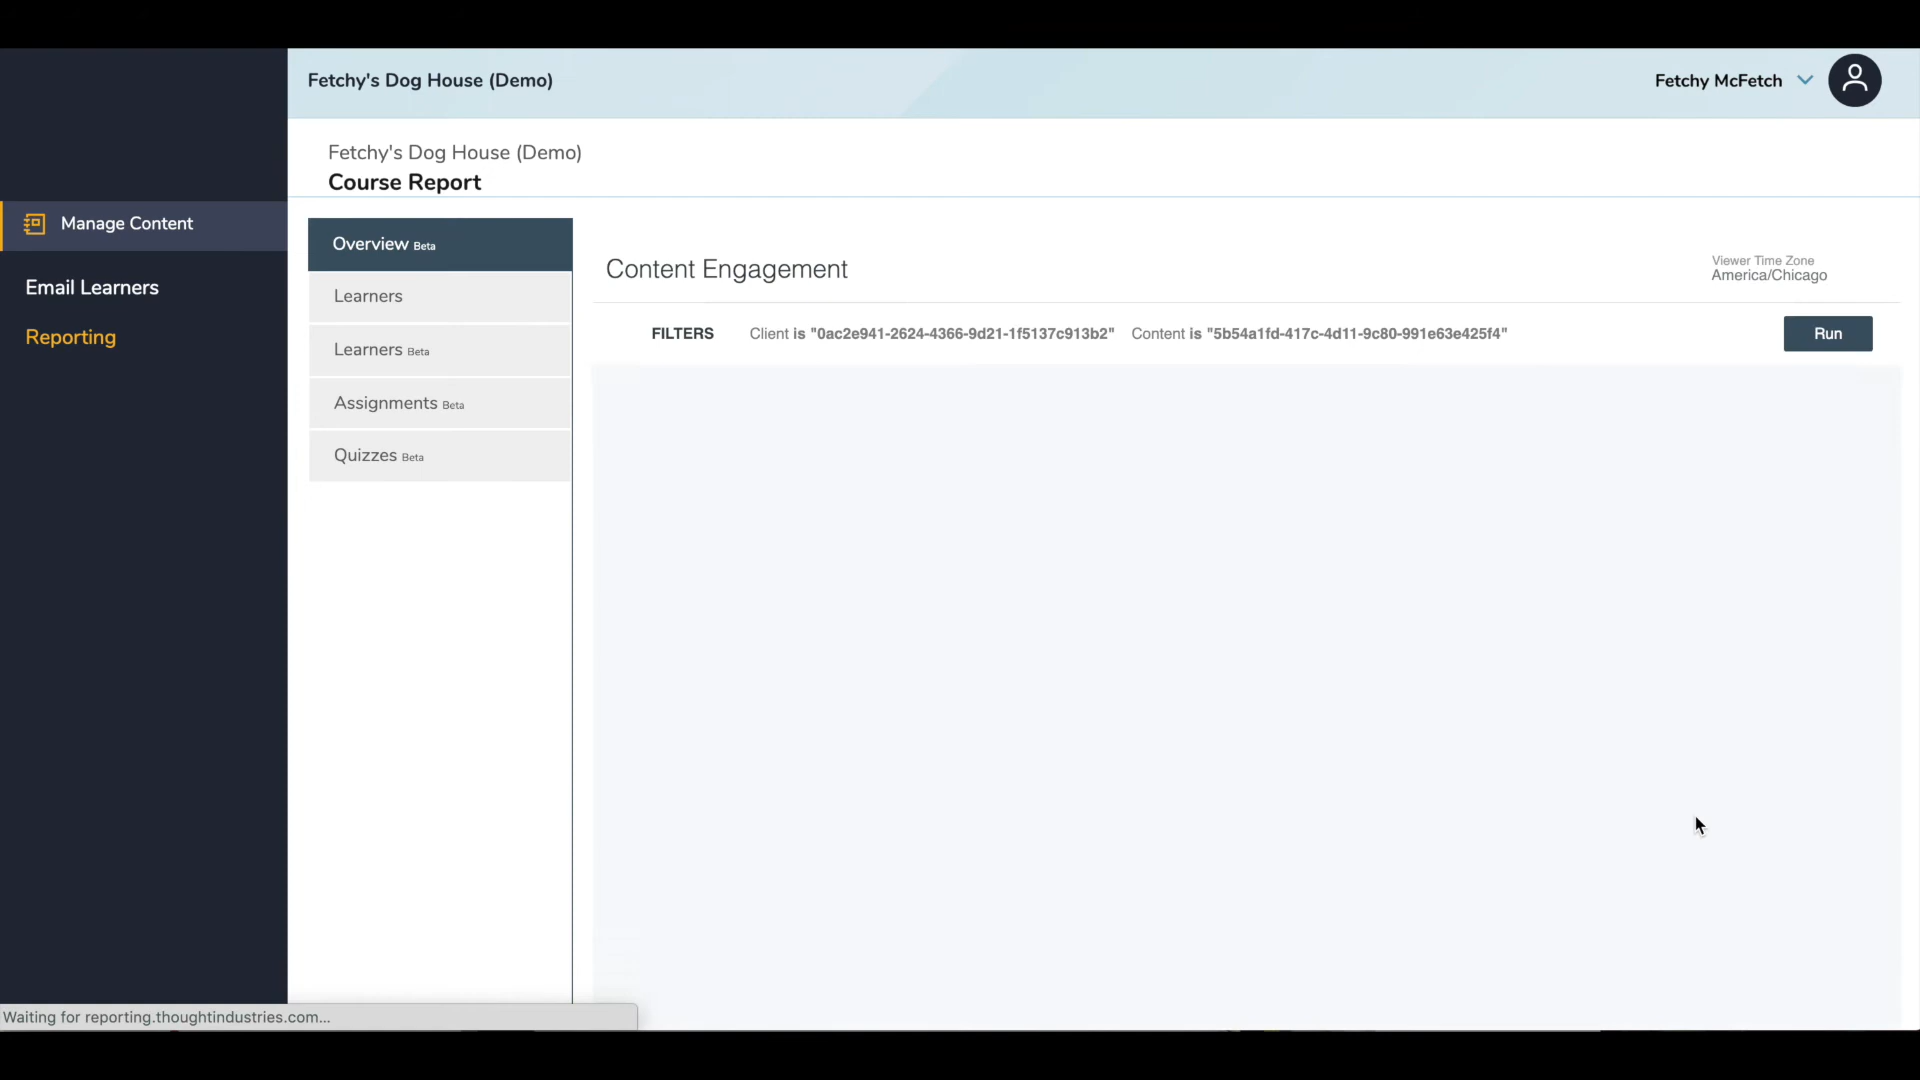 Fetchy's Dog House (Demo)
Fetchy McFetch
Fetchy's Dog House (Demo)
Course Report
Manage Content
Email Learners
Reporting
Overview Beta
Learners
Learners Beta
Assignments Beta
Quizzes Beta
Content Engagement
Viewer Time Zone
America/Chicago
FILTERS Client is "0ac2e941-2624-4366-9d21-1f5137c913b2" Content is "5b54a1fd-417c-4d11-9c80-991e63e425f4"
Run
Waiting for reporting.thoughtindustries.com...